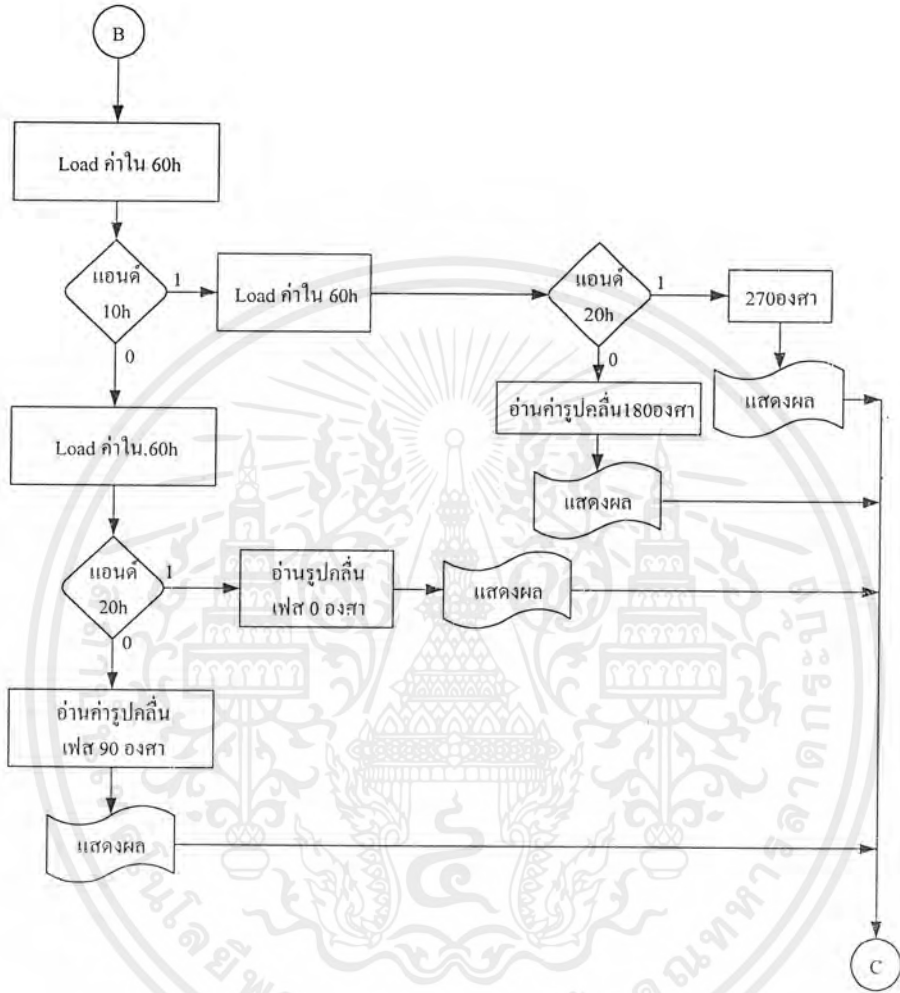 B
Load ค่าใน 60h
แอนด์
10h
1
0
Load ค่าใน 60h
แอนด์
20h
1
0
270องศา
แสดงผล
อ่านค่ารูปคลื่น180องศา
แสดงผล
Load ค่าใน.60h
แอนด์
20h
1
0
อ่านรูปคลื่น
เฟส 0 องศา
แสดงผล
อ่านค่ารูปคลื่น
เฟส 90 องศา
แสดงผล
C